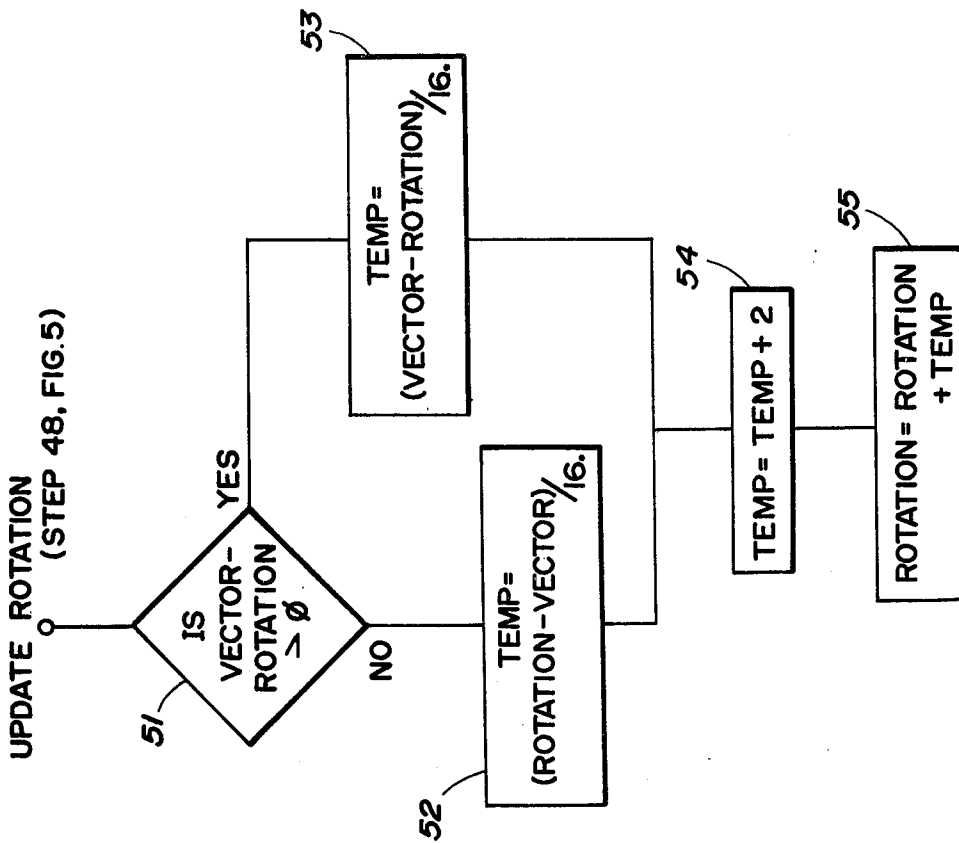 UPDATE ROTATION
(STEP 48, FIG.5)
51
IS
VECTOR-
ROTATION
> Ø
YES
NO
53
TEMP=
(VECTOR-ROTATION)/16.
52
TEMP=
(ROTATION-VECTOR)/16.
54
TEMP= TEMP + 2
55
ROTATION= ROTATION
+ TEMP